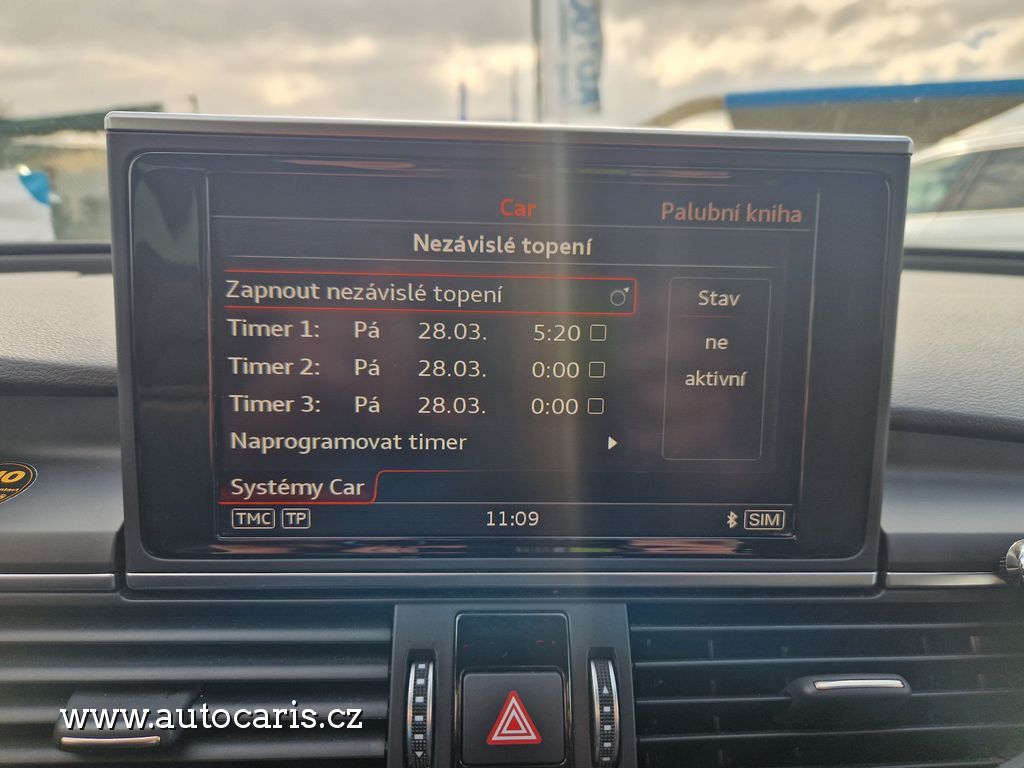 Car
Palubní kniha
Nezávislé topení
Zapnout nezávislé topení
Timer 1: Pá 28.03. 5:20
Timer 2: Pá 28.03. 0:00
Timer 3: Pá 28.03. 0:00
Naprogramovat timer
Stav
ne
aktivní
Systémy Car
TMC TP 11:09 SIM
www.autocaris.cz